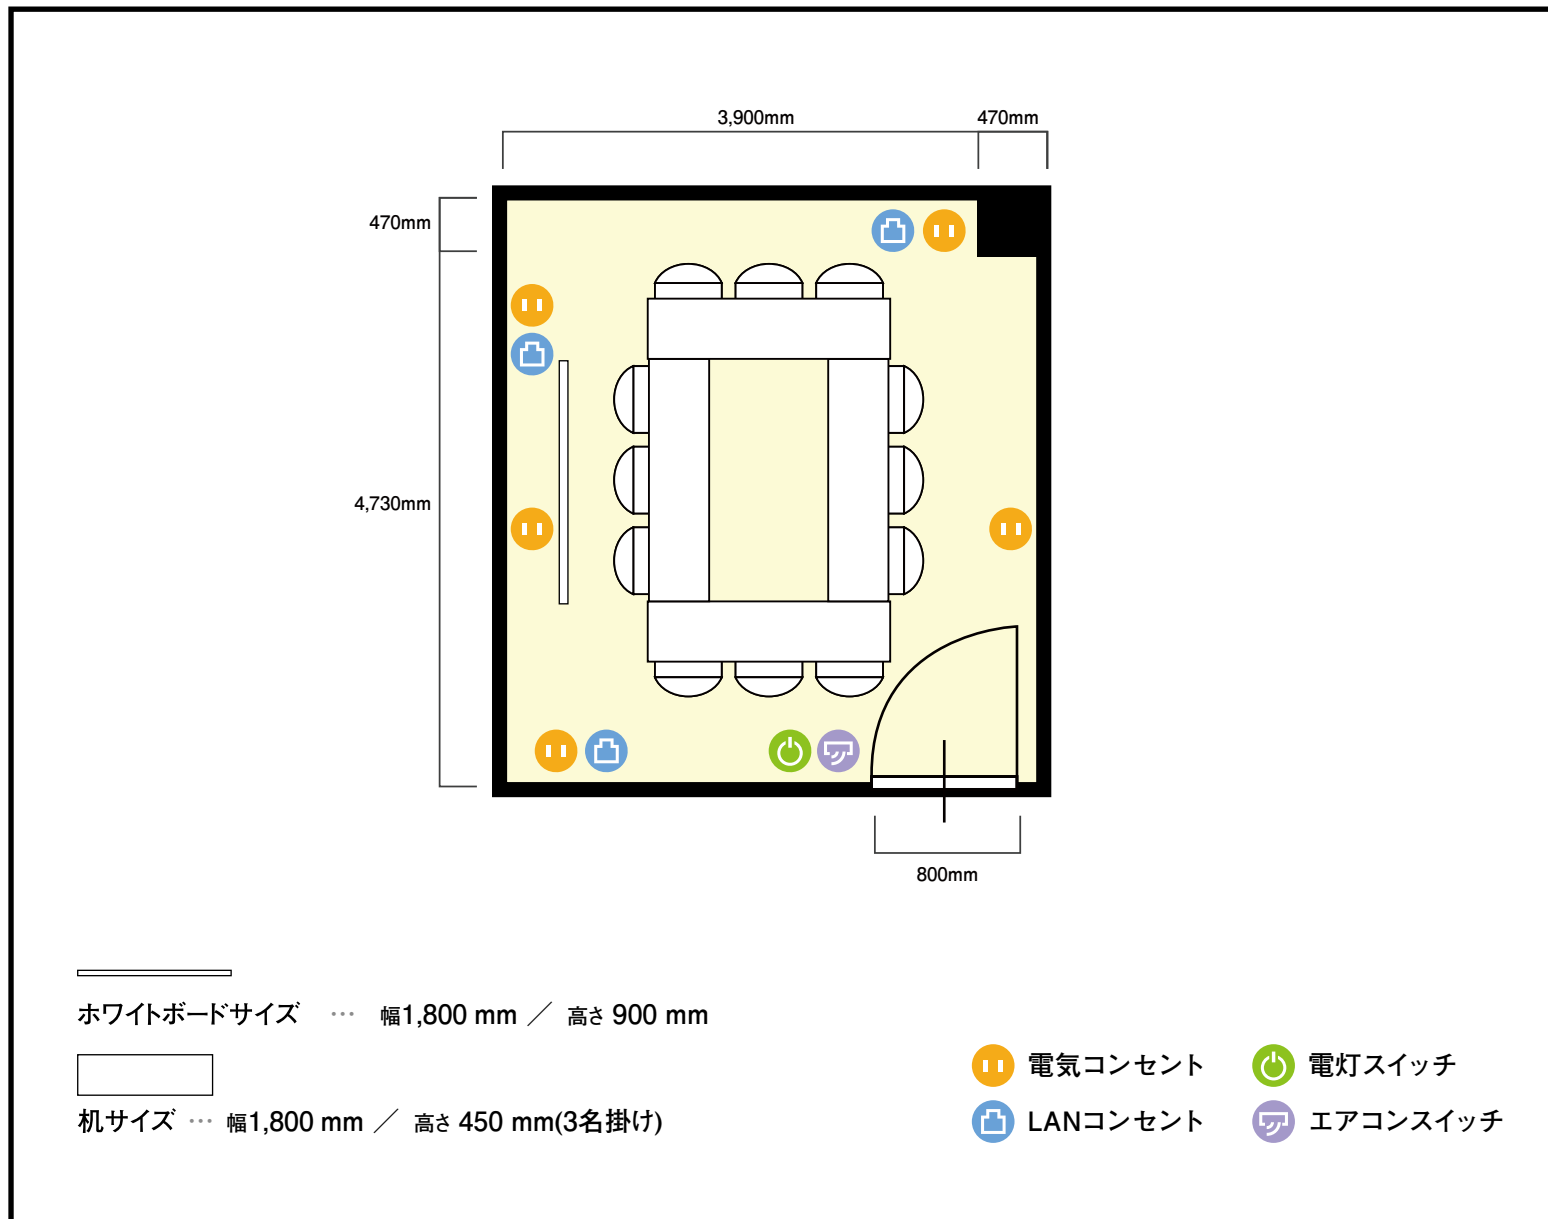 3,900mm
470mm
470mm
4,730mm
800mm
ホワイトボードサイズ … 幅1,800 mm ／ 高さ 900 mm
机サイズ … 幅1,800 mm ／ 高さ 450 mm(3名掛け)
電気コンセント
電灯スイッチ
LANコンセント
エアコンスイッチ